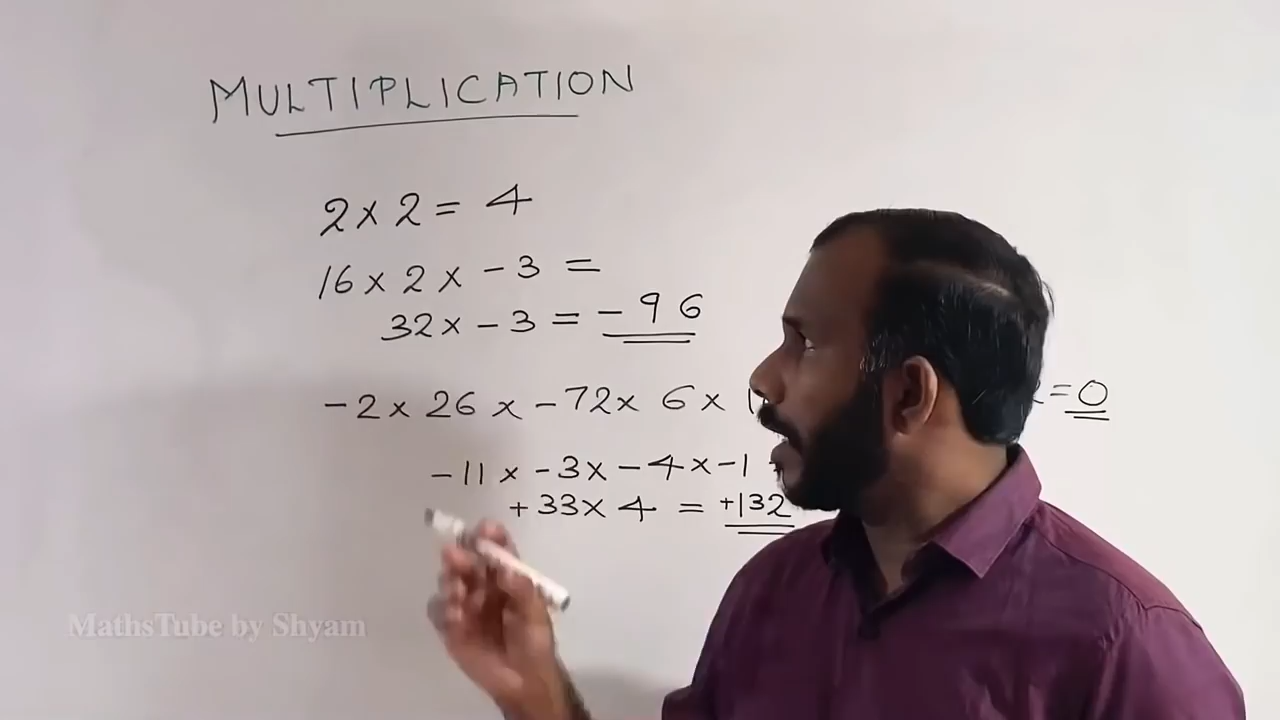 MULTIPLICATION
2 x 2 = 4
16 x 2 x - 3 =
32 x - 3 = - 96
- 2 x 26 x - 72 x 6 x = 0
- 11 x - 3 x - 4 x - 1
+ 33 x 4 = +132
MathsTube by Shyam